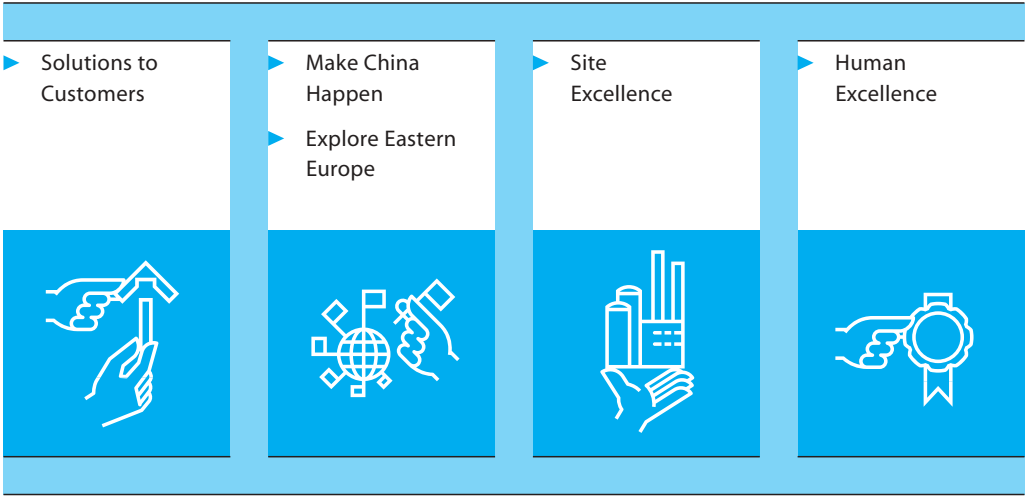 Solutions to
Customers
Make China
Happen
Explore Eastern
Europe
Site
Excellence
Human
Excellence